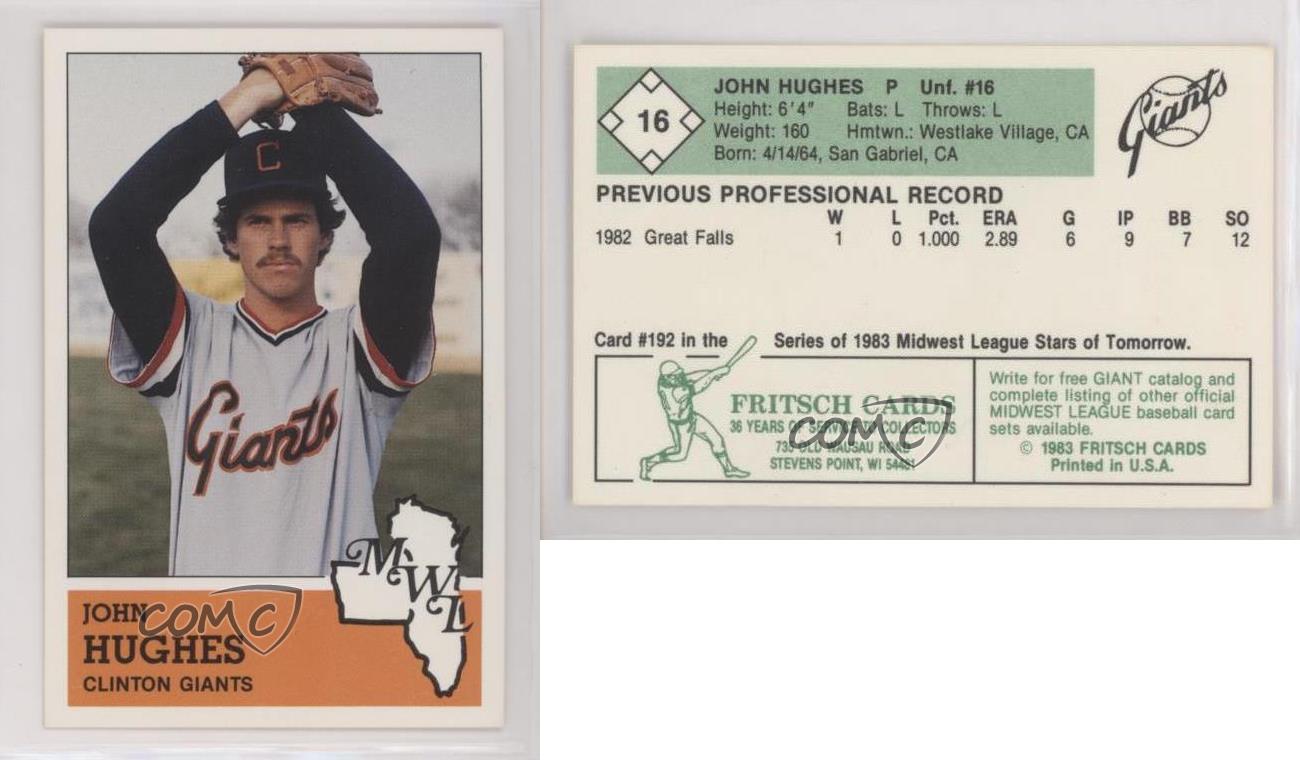 C
Giants
MWL
JOHN
HUGHES
CLINTON GIANTS
COMC
16
JOHN HUGHES P Unf. #16
Height: 6'4" Bats: L Throws: L
Weight: 160 Hmtwn.: Westlake Village, CA
Born: 4/14/64, San Gabriel, CA
Giants
PREVIOUS PROFESSIONAL RECORD
W L Pct. ERA G IP BB SO
1982 Great Falls 1 0 1.000 2.89 6 9 7 12
Card #192 in the Series of 1983 Midwest League Stars of Tomorrow.
FRITSCH CARDS
36 YEARS OF SERVICE TO COLLECTORS
735 OLD WAUSAU ROAD
STEVENS POINT, WI 54481
COMC
Write for free GIANT catalog and
complete listing of other official
MIDWEST LEAGUE baseball card
sets available.
© 1983 FRITSCH CARDS
Printed in U.S.A.